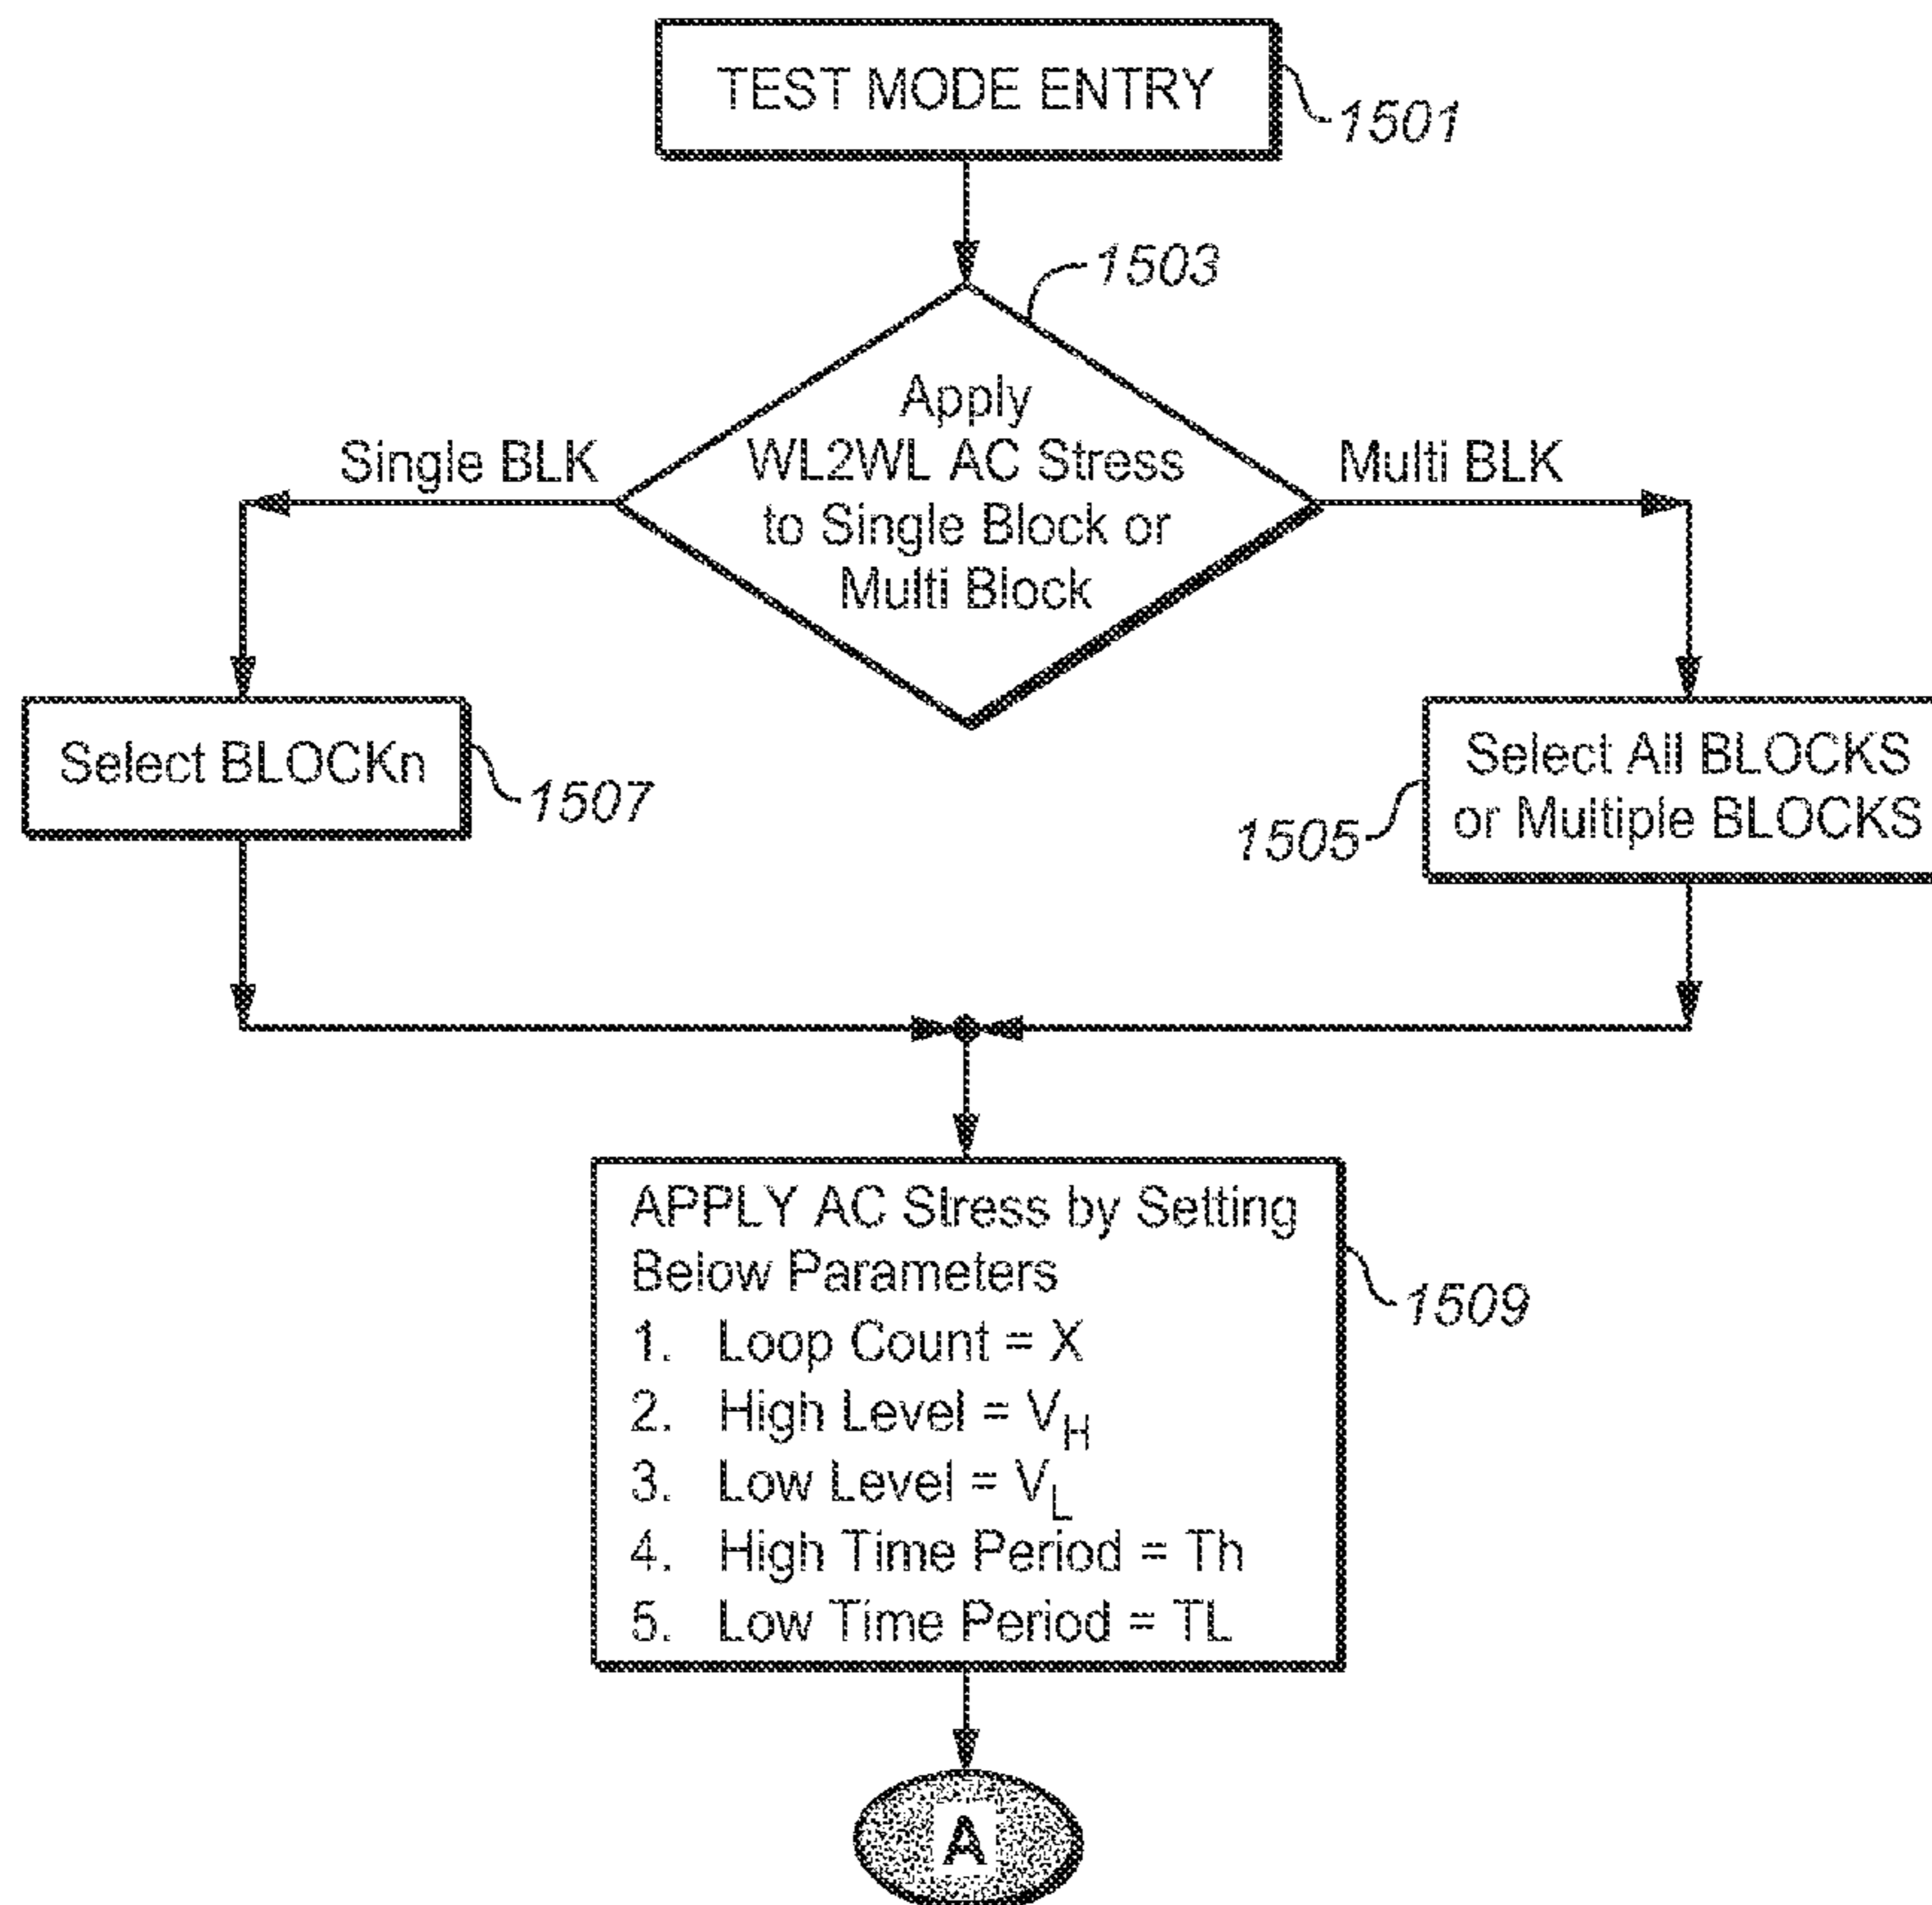 TEST MODE ENTRY
1501
1503
Apply
WL2WL AC Stress
to Single Block or
Multi Block
Single BLK
Multi BLK
Select BLOCKn
1507
Select All BLOCKS
or Multiple BLOCKS
1505
APPLY AC Stress by Setting
Below Parameters
1. Loop Count = X
2. High Level = V_H
3. Low Level = V_L
4. High Time Period = Th
5. Low Time Period = TL
1509
A